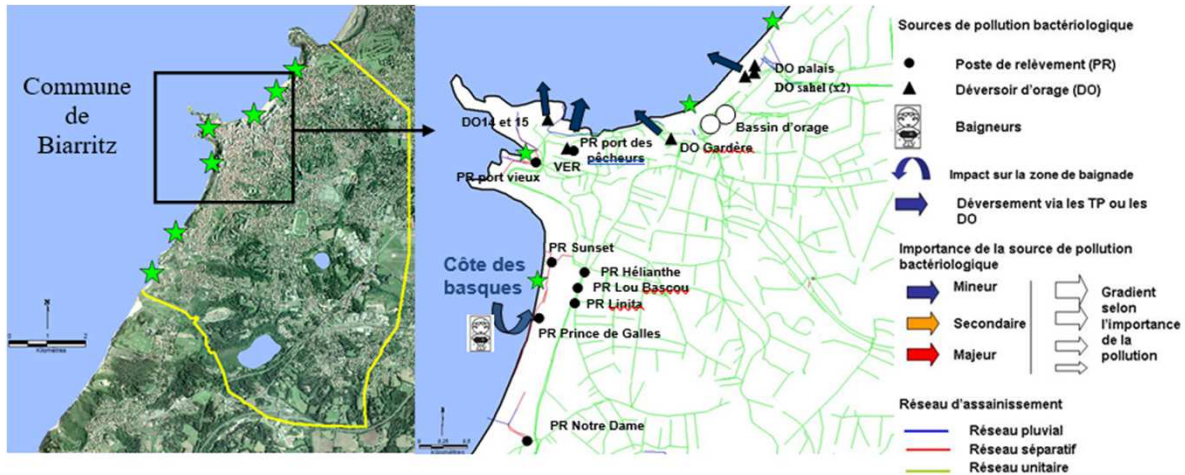 Commune
de
Biarritz
N
0
1
2
Kilomètres
DO palais
DO sahel (x2)
DO14 et 15
Bassin d'orage
PR port des
pêcheurs
DO Gardère
VER
PR port vieux
PR Sunset
Côte des
basques
PR Hélianthe
PR Lou Bascou
PR Linita
PR Prince de Galles
PR Notre Dame
N
Sources de pollution
bactériologique
Poste de relèvement (PR)
Déversoir d'orage (DO)
Baigneurs
Impact sur la zone de baignade
Déversement via les TP ou les
DO
Importance de la source de pollution
bactériologique
Mineur
Secondaire
Majeur
Gradient
selon
l'importance
de la
pollution
Réseau d'assainissement
Réseau pluvial
Réseau séparatif
Réseau unitaire